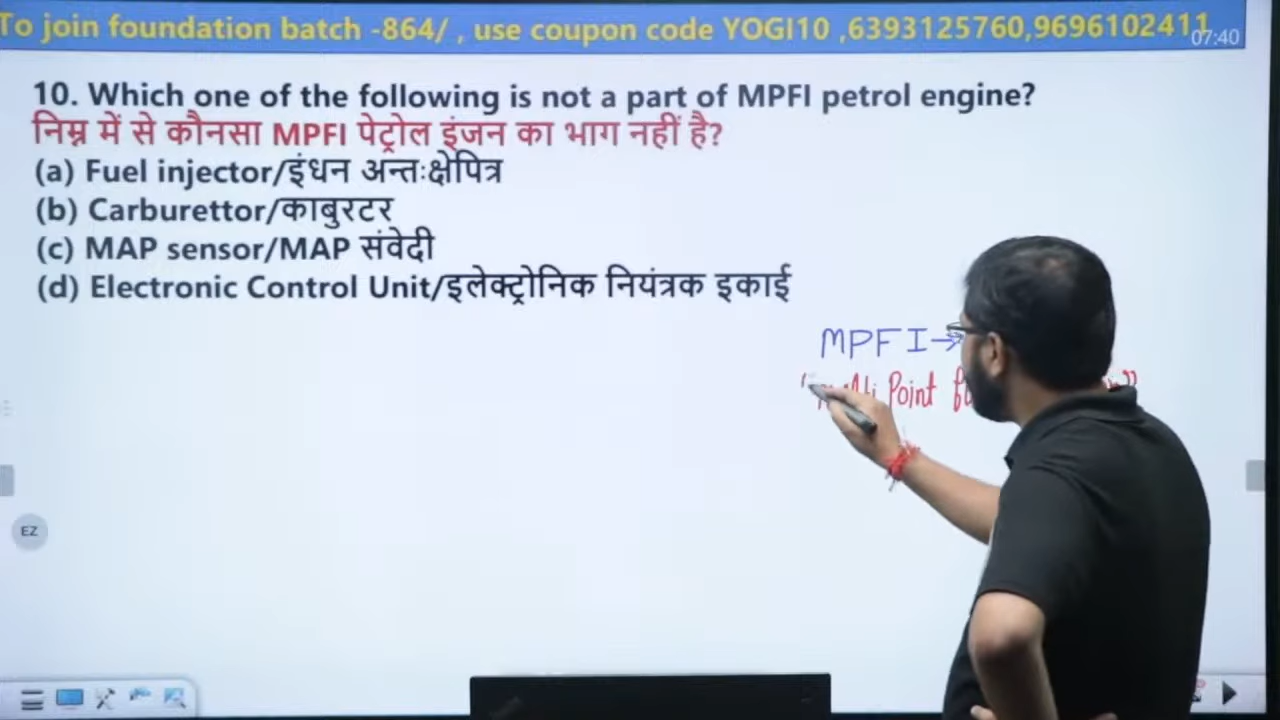 To join foundation batch -864/ , use coupon code YOGI10 ,6393125760,9696102411
07:40
10. Which one of the following is not a part of MPFI petrol engine?
निम्न में से कौनसा MPFI पेट्रोल इंजन का भाग नहीं है?
(a) Fuel injector/इंधन अन्तःक्षेपित्र
(b) Carburettor/काबुरटर
(c) MAP sensor/MAP संवेदी
(d) Electronic Control Unit/इलेक्ट्रोनिक नियंत्रक इकाई
MPFI→
Point
EZ